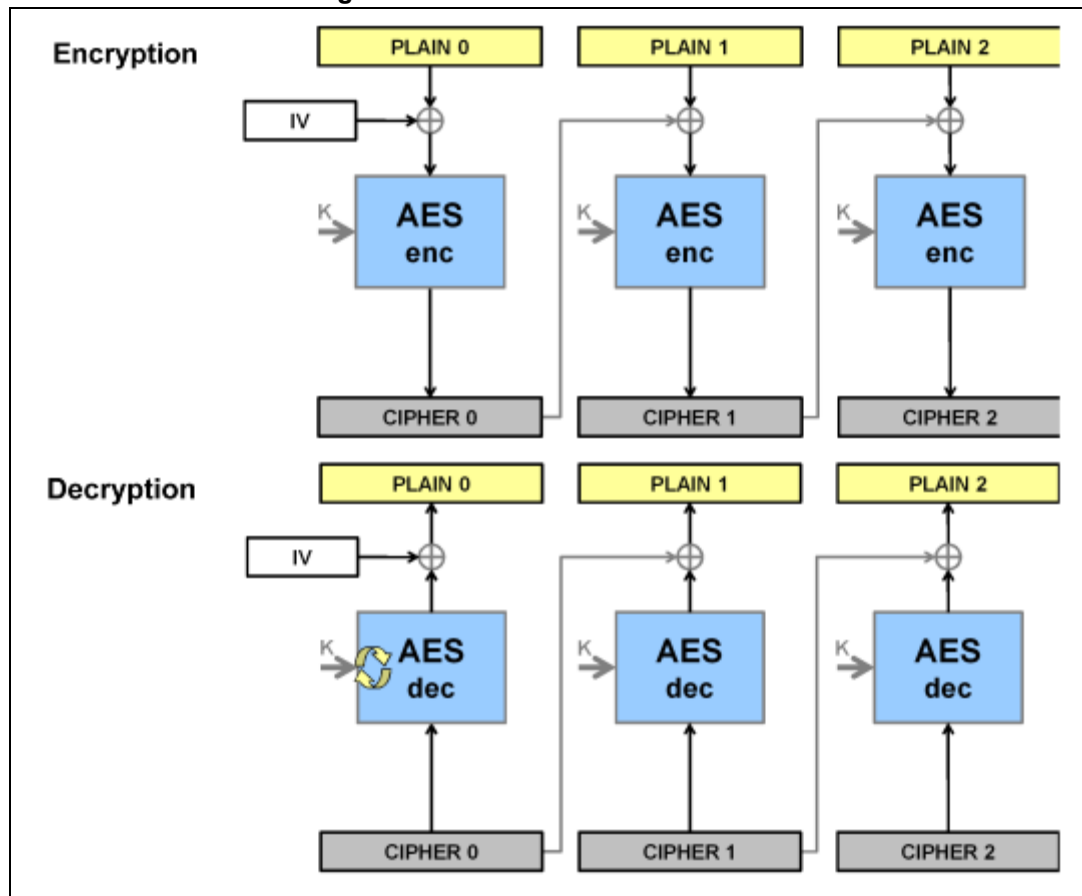 g
Encryption
PLAIN 0
PLAIN 1
PLAIN 2
IV
K
AES
enc
K
AES
enc
K
AES
enc
CIPHER 0
CIPHER 1
CIPHER 2
Decryption
PLAIN 0
PLAIN 1
PLAIN 2
IV
K
AES
dec
K
AES
dec
K
AES
dec
CIPHER 0
CIPHER 1
CIPHER 2